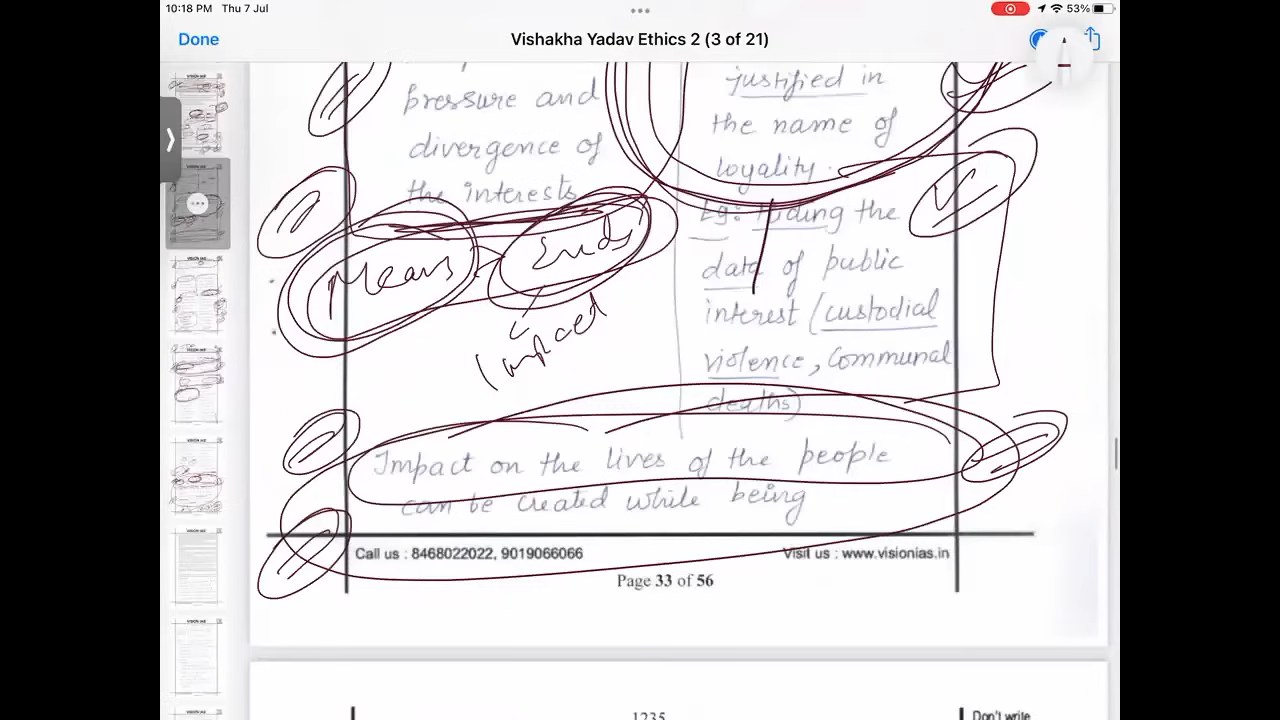 10:18 PM Thu 7 Jul
53%
Done
Vishakha Yadav Ethics 2 (3 of 21)
pressure and
divergence of
the interests
Means
Ends
Impact
justified in
the name of
loyality.
Eg: Hiding the
data of public
interest (custodial
violence, communal
deaths)
Impact on the lives of the people
can be created while being
Call us : 8468022022, 9019066066
Visit us : www.visionias.in
Page 33 of 56
1235
Don't write